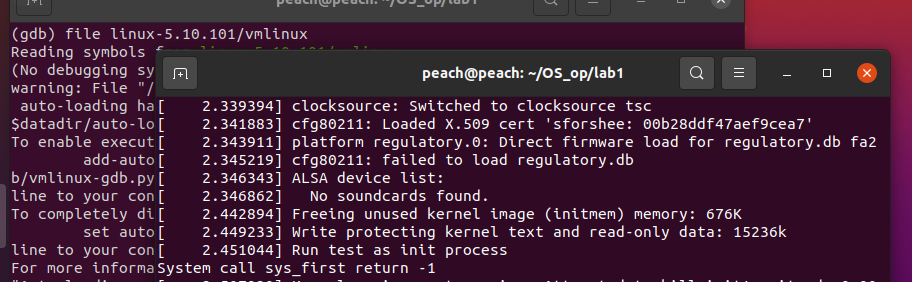 peach@peach: ~/OS_op/lab1
(gdb) file linux-5.10.101/vmlinux
Reading symbols
(No debugging sy
warning: File "/
auto-loading ha
$datadir/auto-lo
To enable execut
add-auto
b/vmlinux-gdb.py
line to your con
To completely di
set auto
line to your con
For more informa
peach@peach: ~/OS_op/lab1
[    2.339394] clocksource: Switched to clocksource tsc
[    2.341883] cfg80211: Loaded X.509 cert 'sforshee: 00b28ddf47aef9cea7'
[    2.343911] platform regulatory.0: Direct firmware load for regulatory.db fa2
[    2.345219] cfg80211: failed to load regulatory.db
[    2.346343] ALSA device list:
[    2.346862]   No soundcards found.
[    2.442894] Freeing unused kernel image (initmem) memory: 676K
[    2.449233] Write protecting kernel text and read-only data: 15236k
[    2.451044] Run test as init process
System call sys_first return -1